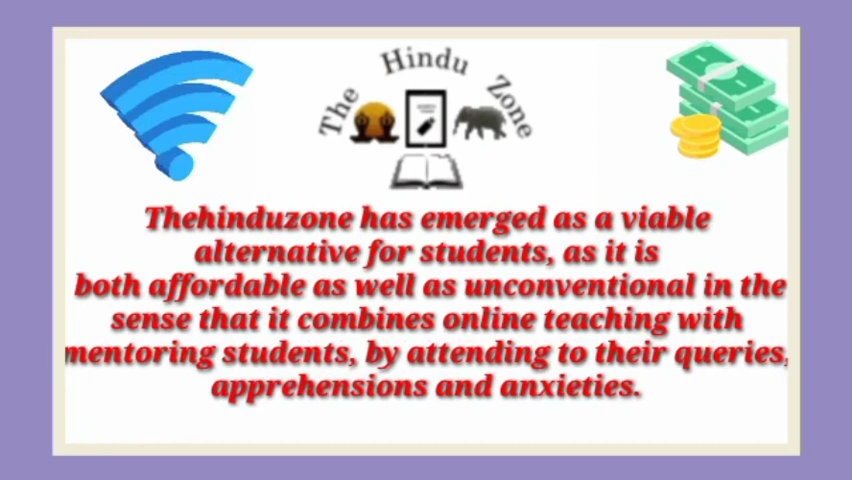 The Hindu Zone
Thehinduzone has emerged as a viable
alternative for students, as it is
both affordable as well as unconventional in the
sense that it combines online teaching with
mentoring students, by attending to their queries,
apprehensions and anxieties.